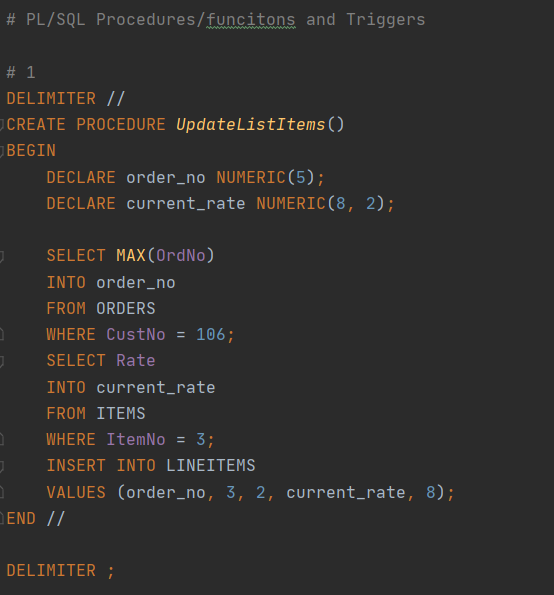 # PL/SQL Procedures/funcitons and Triggers
# 1
DELIMITER //
CREATE PROCEDURE UpdateListItems()
BEGIN
    DECLARE order_no NUMERIC(5);
    DECLARE current_rate NUMERIC(8, 2);
    SELECT MAX(OrdNo)
    INTO order_no
    FROM ORDERS
    WHERE CustNo = 106;
    SELECT Rate
    INTO current_rate
    FROM ITEMS
    WHERE ItemNo = 3;
    INSERT INTO LINEITEMS
    VALUES (order_no, 3, 2, current_rate, 8);
END //
DELIMITER ;